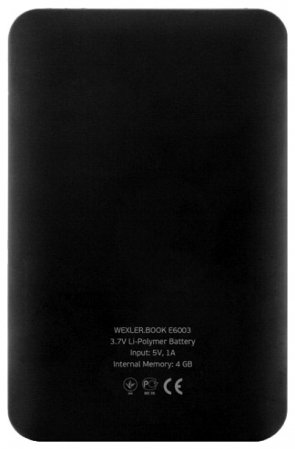 WEXLER.BOOK E6003
3.7V Li-Polymer Battery
Input: 5V, 1A
Internal Memory: 4 GB
CE